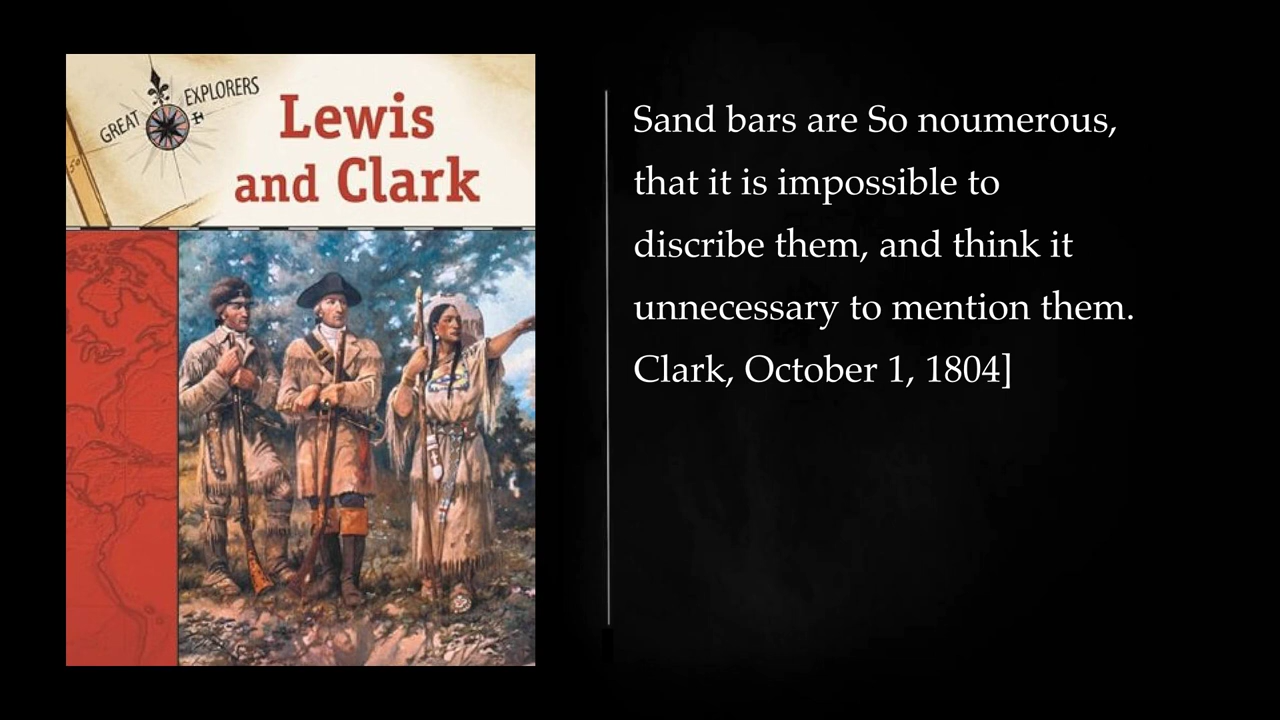 GREAT EXPLORERS
Lewis
and Clark
Sand bars are So noumerous,
that it is impossible to
discribe them, and think it
unnecessary to mention them.
Clark, October 1, 1804]